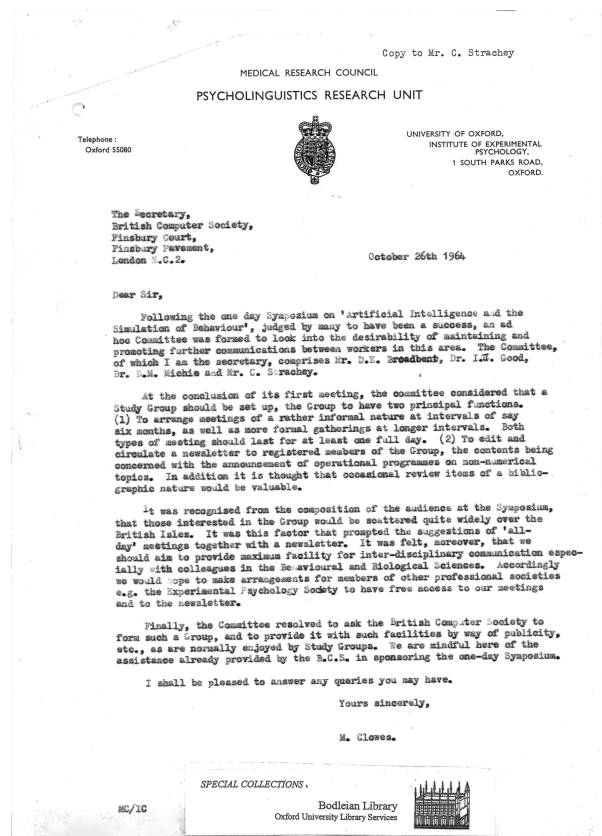 Copy to Mr. C. Strachey
MEDICAL RESEARCH COUNCIL
PSYCHOLINGUISTICS RESEARCH UNIT
Telephone :
Oxford 55080
UNIVERSITY OF OXFORD,
INSTITUTE OF EXPERIMENTAL
PSYCHOLOGY,
1 SOUTH PARKS ROAD,
OXFORD.
The Secretary,
British Computer Society,
Finsbury Court,
Finsbury Pavement,
London E.C.2.
October 26th 1964
Dear Sir,
Following the one day Symposium on 'Artificial Intelligence and the
Simulation of Behaviour', judged by many to have been a success, an ad
hoc Committee was formed to look into the desirability of maintaining and
promoting further communications between workers in this area. The Committee,
of which I am the secretary, comprises Mr. D.E. Broadbent, Dr. I.J. Good,
Dr. D.M. Michie and Mr. C. Strachey.
At the conclusion of its first meeting, the committee considered that a
Study Group should be set up, the Group to have two principal functions.
(1) To arrange meetings of a rather informal nature at intervals of say
six months, as well as more formal gatherings at longer intervals. Both
types of meeting should last for at least one full day. (2) To edit and
circulate a newsletter to registered members of the Group, the contents being
concerned with the announcement of operational programmes on non-numerical
topics. In addition it is thought that occasional review items of a biblio-
graphic nature would be valuable.
It was recognised from the composition of the audience at the Symposium,
that those interested in the Group would be scattered quite widely over the
British Isles. It was this factor that prompted the suggestions of 'all-
day' meetings together with a newsletter. It was felt, moreover, that we
should aim to provide maximum facility for inter-disciplinary communication espec-
ially with colleagues in the Behavioural and Biological Sciences. Accordingly
we would hope to make arrangements for members of other professional societies
e.g. the Experimental Psychology Society to have free access to our meetings
and to the newsletter.
Finally, the Committee resolved to ask the British Computer Society to
form such a Group, and to provide it with such facilities by way of publicity,
etc., as are normally enjoyed by Study Groups. We are mindful here of the
assistance already provided by the B.C.S. in sponsoring the one-day Symposium.
I shall be pleased to answer any queries you may have.
Yours sincerely,
M. Clowes.
MC/IC
SPECIAL COLLECTIONS
Bodleian Library
Oxford University Library Services